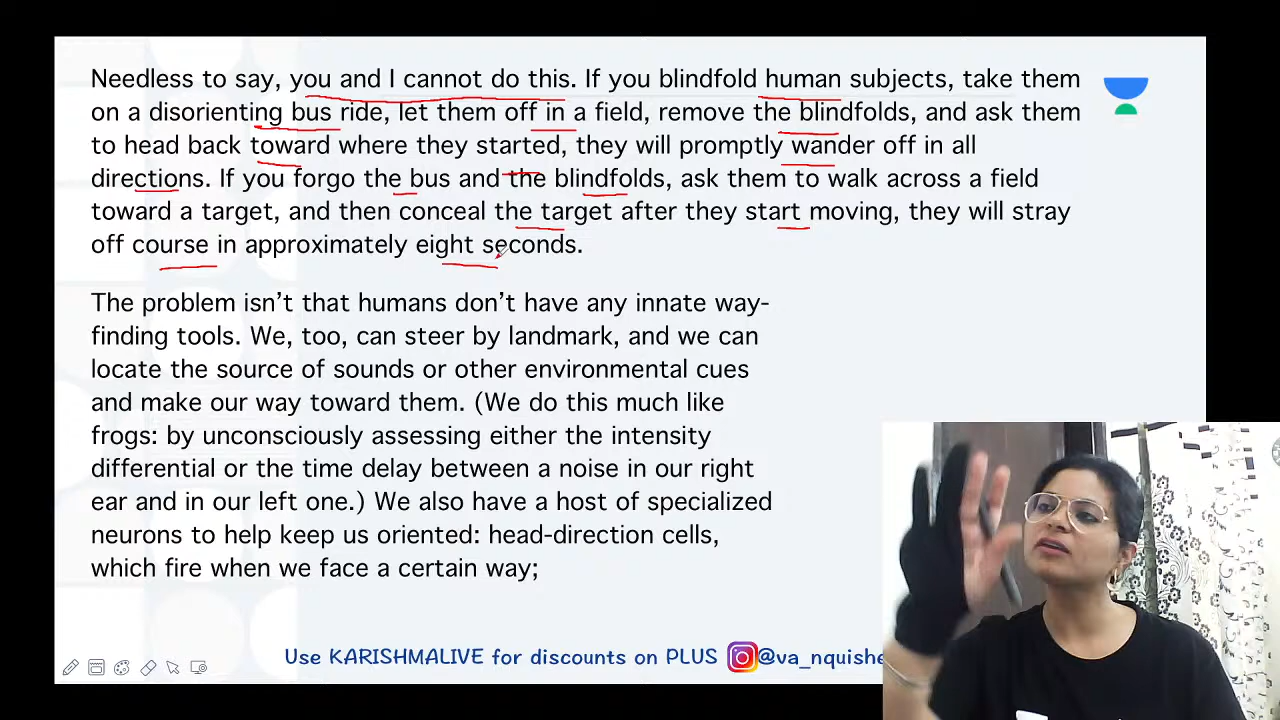 Needless to say, you and I cannot do this. If you blindfold human subjects, take them
on a disorienting bus ride, let them off in a field, remove the blindfolds, and ask them
to head back toward where they started, they will promptly wander off in all
directions. If you forgo the bus and the blindfolds, ask them to walk across a field
toward a target, and then conceal the target after they start moving, they will stray
off course in approximately eight seconds.
The problem isn’t that humans don’t have any innate way-
finding tools. We, too, can steer by landmark, and we can
locate the source of sounds or other environmental cues
and make our way toward them. (We do this much like
frogs: by unconsciously assessing either the intensity
differential or the time delay between a noise in our right
ear and in our left one.) We also have a host of specialized
neurons to help keep us oriented: head-direction cells,
which fire when we face a certain way;
Use KARISHMALIVE for discounts on PLUS @va_nquishe